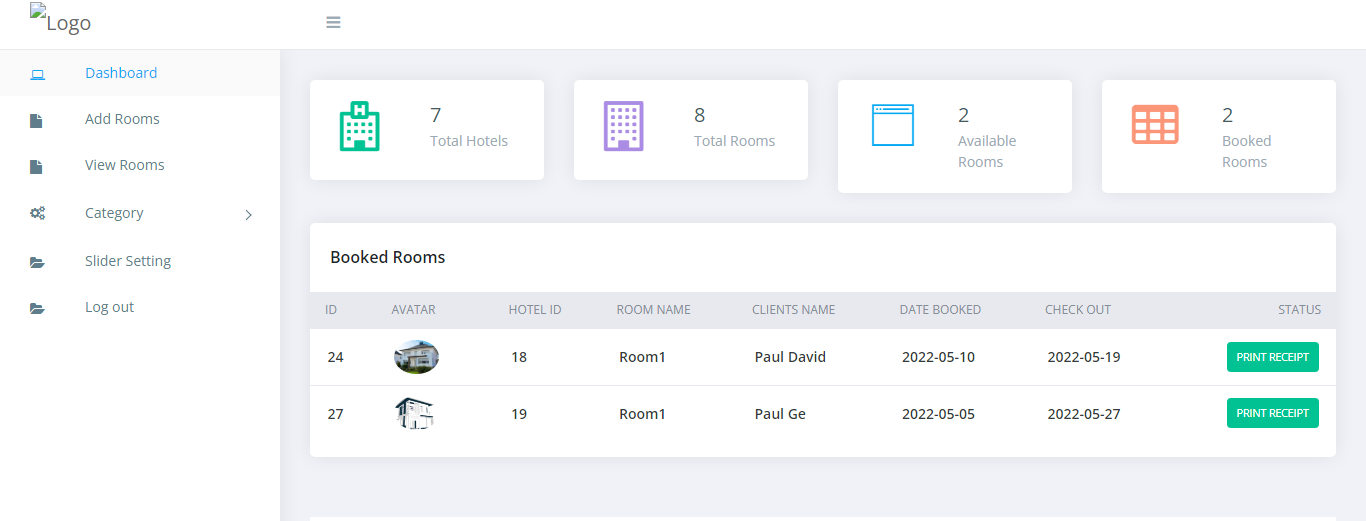 Logo
Dashboard
Add Rooms
View Rooms
Category
Slider Setting
Log out
7
Total Hotels
8
Total Rooms
2
Available
Rooms
2
Booked
Rooms
Booked Rooms
ID AVATAR HOTEL ID ROOM NAME CLIENTS NAME DATE BOOKED CHECK OUT STATUS
24 18 Room1 Paul David 2022-05-10 2022-05-19 PRINT RECEIPT
27 19 Room1 Paul Ge 2022-05-05 2022-05-27 PRINT RECEIPT